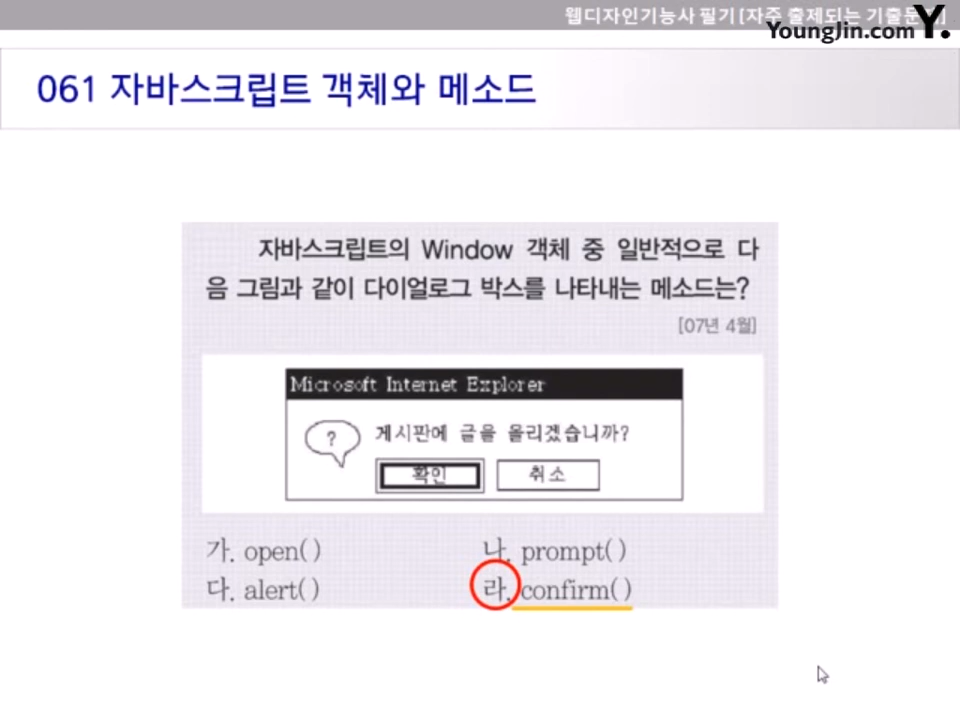 웹디자인기능사 필기 [자주 출제되는 기출문제]
YoungJin.com Y.
061 자바스크립트 객체와 메소드
자바스크립트의 Window 객체 중 일반적으로 다
음 그림과 같이 다이얼로그 박스를 나타내는 메소드는?
[07년 4월]
Microsoft Internet Explorer
? 게시판에 글을 올리겠습니까?
확인 취소
가. open( ) 나. prompt( )
다. alert( ) 라. confirm( )